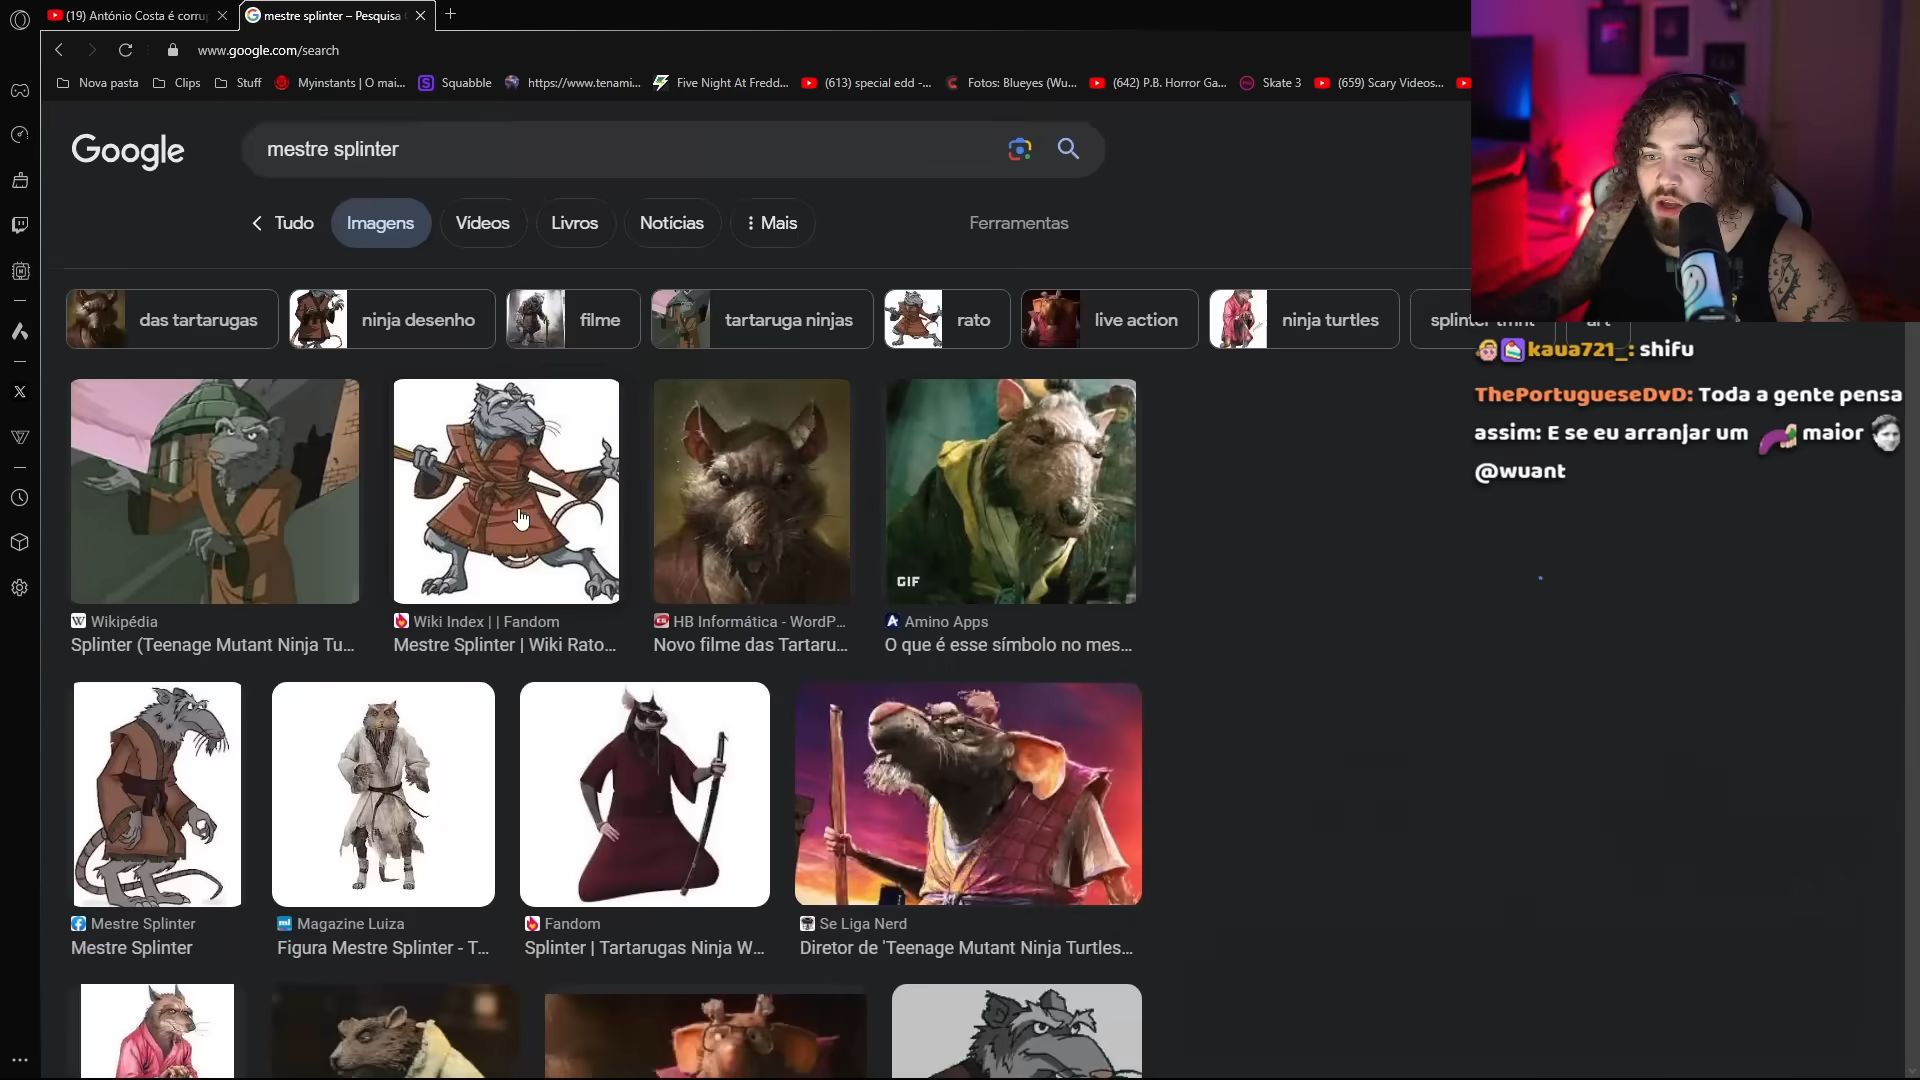 (19) António Costa é corrup
mestre splinter – Pesquisa
www.google.com/search
Nova pasta
Clips
Stuff
Myinstants | O mai...
Squabble
https://www.tenami...
Five Night At Fredd...
(613) special edd -...
Fotos: Blueyes (Wu...
(642) P.B. Horror Ga...
Skate 3
(659) Scary Videos...
Google
mestre splinter
Tudo
Imagens
Vídeos
Livros
Notícias
Mais
Ferramentas
das tartarugas
ninja desenho
filme
tartaruga ninjas
rato
live action
ninja turtles
splinter tmnt
art
kaua721_: shifu
ThePortugueseDvD: Toda a gente pensa
assim: E se eu arranjar um maior
@wuant
GIF
Wikipédia
Splinter (Teenage Mutant Ninja Tu...
Wiki Index | | Fandom
Mestre Splinter | Wiki Rato...
HB Informática - WordP...
Novo filme das Tartaru...
Amino Apps
O que é esse símbolo no mes...
Mestre Splinter
Mestre Splinter
Magazine Luiza
Figura Mestre Splinter - T...
Fandom
Splinter | Tartarugas Ninja W...
Se Liga Nerd
Diretor de 'Teenage Mutant Ninja Turtles...